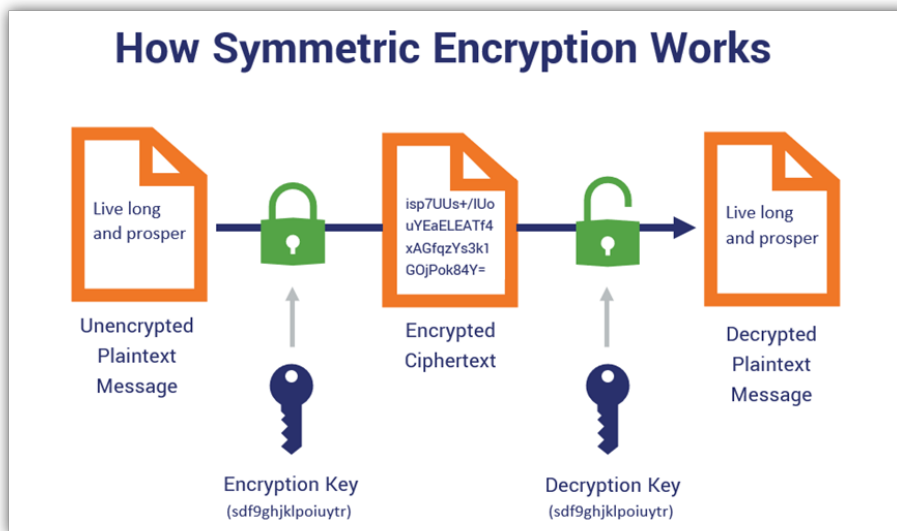 How Symmetric Encryption Works
Live long
and prosper
isp7UUs+/IUo
uYEaELEATf4
xAGfqzYs3k1
GOjPok84Y=
Live long
and prosper
Unencrypted
Plaintext
Message
Encrypted
Ciphertext
Decrypted
Plaintext
Message
Encryption Key
(sdf9ghjklpoiuytr)
Decryption Key
(sdf9ghjklpoiuytr)